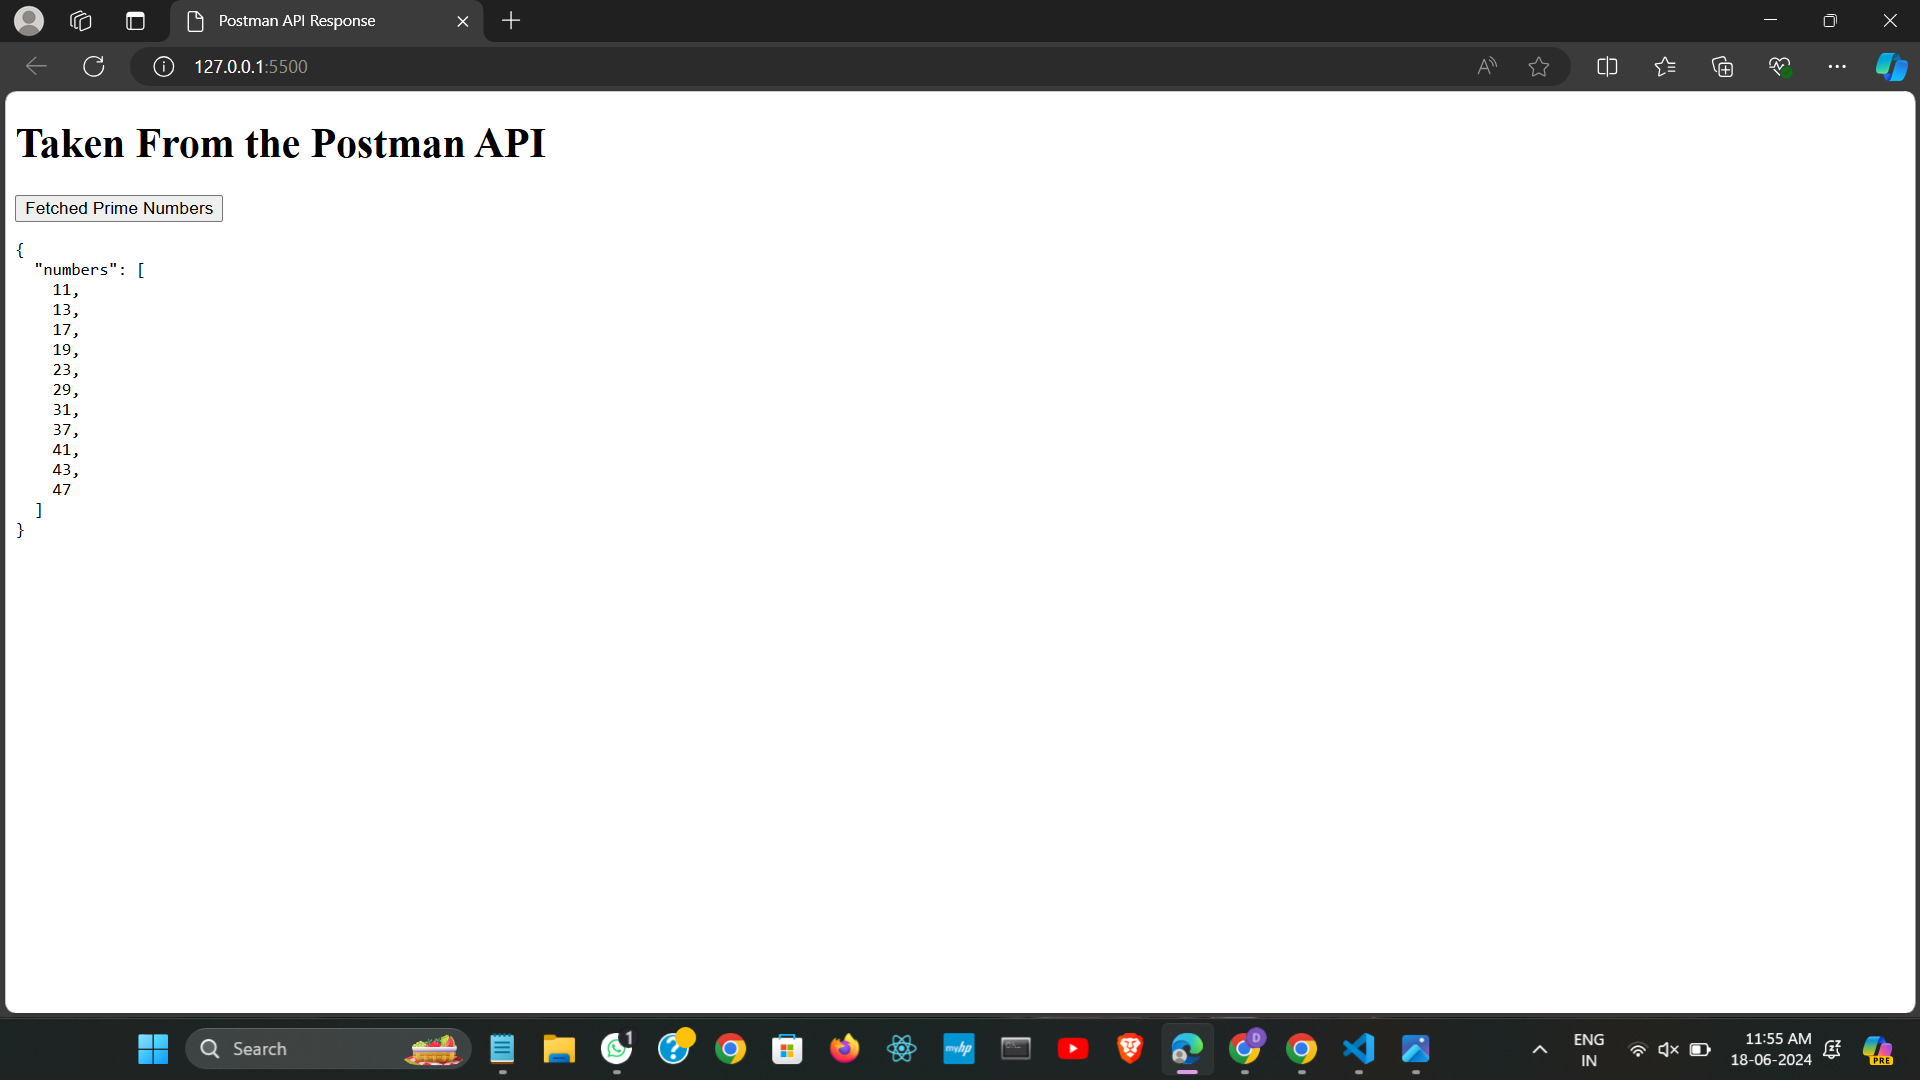 Postman API Response
127.0.0.1:5500
Taken From the Postman API
Fetched Prime Numbers
{
"numbers": [
11,
13,
17,
19,
23,
29,
31,
37,
41,
43,
47
]
}
Search
1
?
myhp
D
ENG
IN
11:55 AM
18-06-2024
PRE